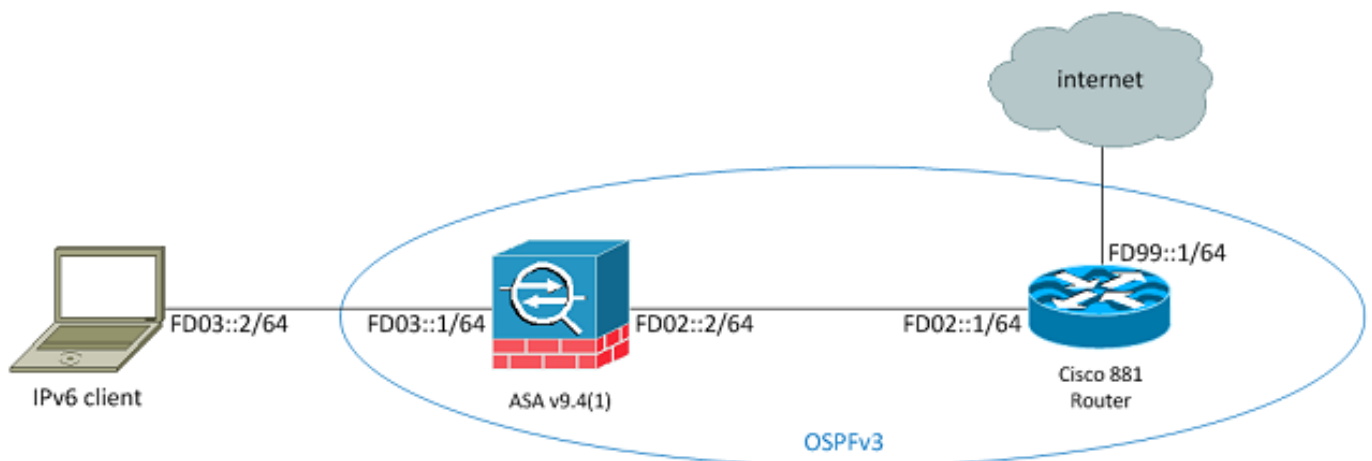 internet
FD99::1/64
FD03::2/64
FD03::1/64
FD02::2/64
FD02::1/64
IPv6 client
ASA v9.4(1)
Cisco 881
Router
OSPFv3